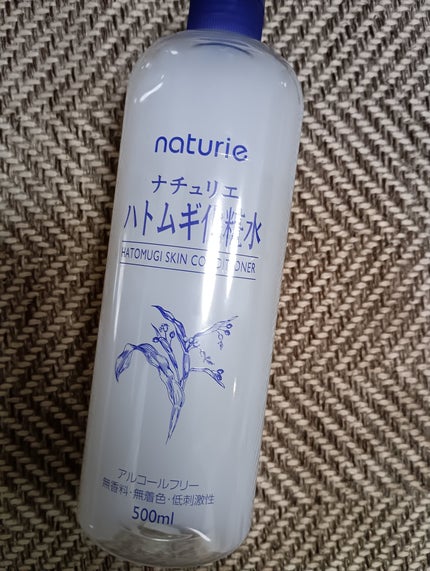 naturie
ナチュリエ
ハトムギ化粧水
HATOMUGI SKIN CONDITIONER
アルコールフリー
無香料・無着色・低刺激性
500ml